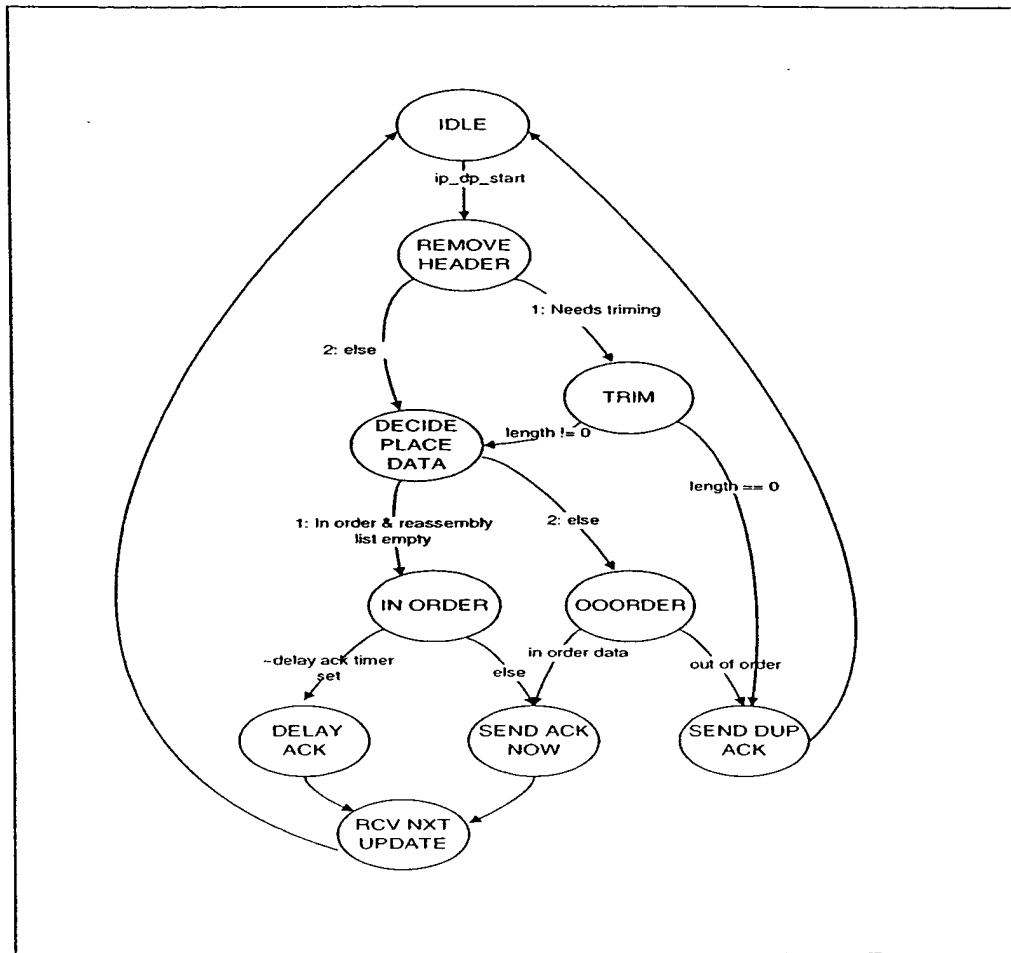 IDLE
ip_dp_start
REMOVE
HEADER
1: Needs triming
2: else
TRIM
DECIDE
PLACE
DATA
length != 0
length == 0
1: In order & reassembly
list empty
2: else
IN ORDER
OOORDER
~delay ack timer
set
else
in order data
out of order
DELAY
ACK
SEND ACK
NOW
SEND DUP
ACK
RCV NXT
UPDATE